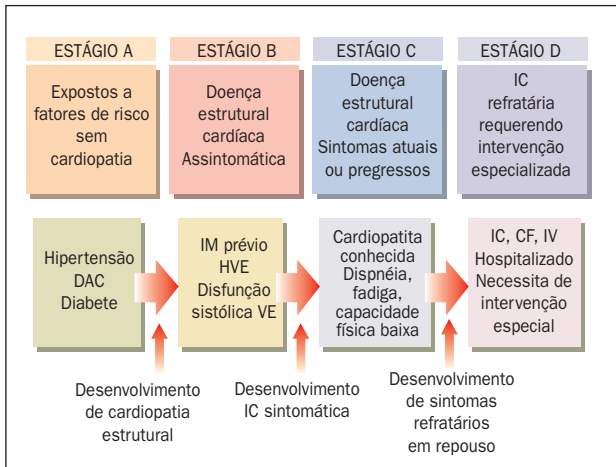 ESTÁGIO A
Expostos a
fatores de risco
sem
cardiopatia
ESTÁGIO B
Doença
estrutural
cardíaca
Assintomática
ESTÁGIO C
Doença
estrutural
cardíaca
Sintomas atuais
ou pregressos
ESTÁGIO D
IC
refratária
requerendo
intervenção
especializada
Hipertensão
DAC
Diabete
IM prévio
HVE
Disfunção
sistólica VE
Cardiopatita
conhecida
Dispnéia,
fadiga,
capacidade
física baixa
IC, CF, IV
Hospitalizado
Necessita de
intervenção
especial
Desenvolvimento
de cardiopatia
estrutural
Desenvolvimento
IC sintomática
Desenvolvimento
de sintomas
refratários
em repouso